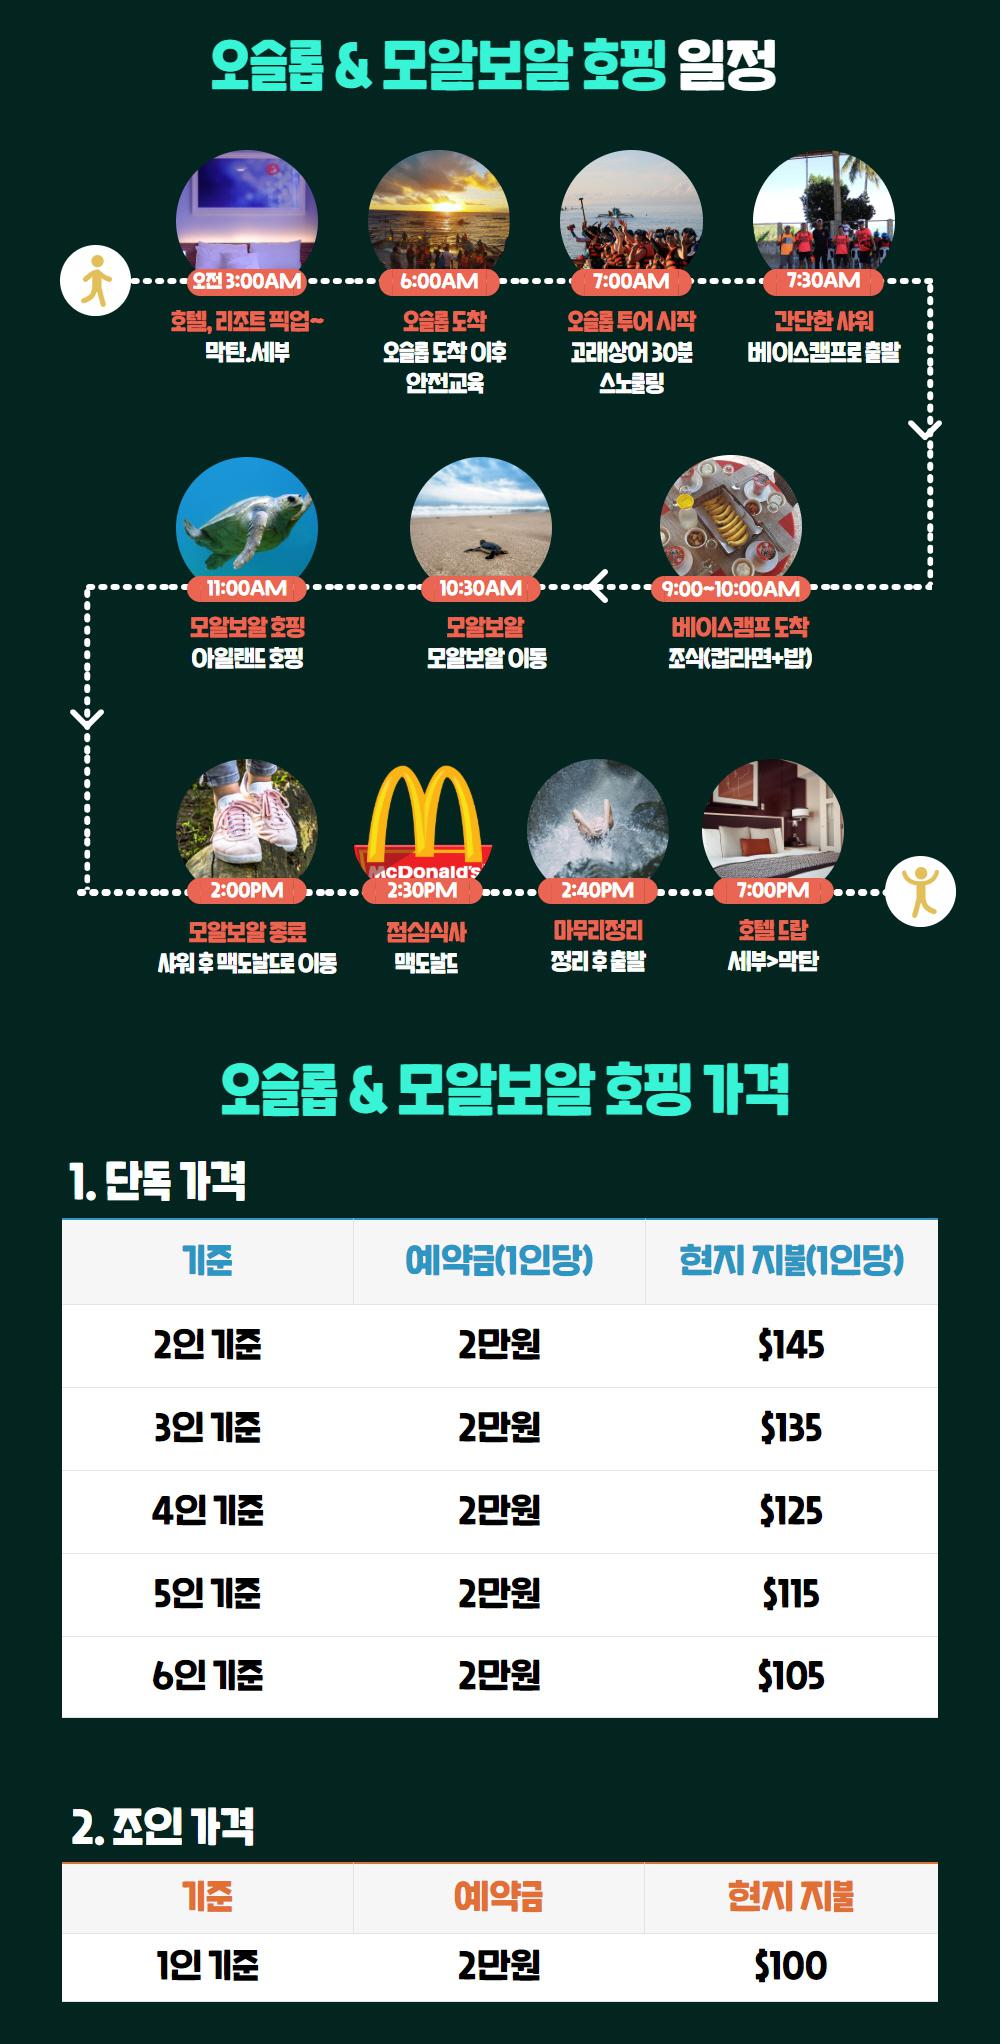 오슬롭 & 모알보알 호핑 일정
오전 3:00AM
호텔, 리조트 픽업~
막탄.세부
6:00AM
오슬롭 도착
오슬롭 도착 이후
안전교육
7:00AM
오슬롭 투어 시작
고래상어 30분
스노쿨링
7:30AM
간단한 샤워
베이스캠프로 출발
9:00~10:00AM
베이스캠프 도착
조식(컵라면+밥)
10:30AM
모알보알
모알보알 이동
11:00AM
모알보알 호핑
아일랜드 호핑
2:00PM
모알보알 종료
샤워 후 맥도날드로 이동
McDonald's
2:30PM
점심식사
맥도날드
2:40PM
마무리정리
정리 후 출발
7:00PM
호텔 드랍
세부>막탄
오슬롭 & 모알보알 호핑 가격
1. 단독 가격
기준 예약금(1인당) 현지 지불(1인당)
2인 기준 2만원 $145
3인 기준 2만원 $135
4인 기준 2만원 $125
5인 기준 2만원 $115
6인 기준 2만원 $105
2. 조인 가격
기준 예약금 현지 지불
1인 기준 2만원 $100